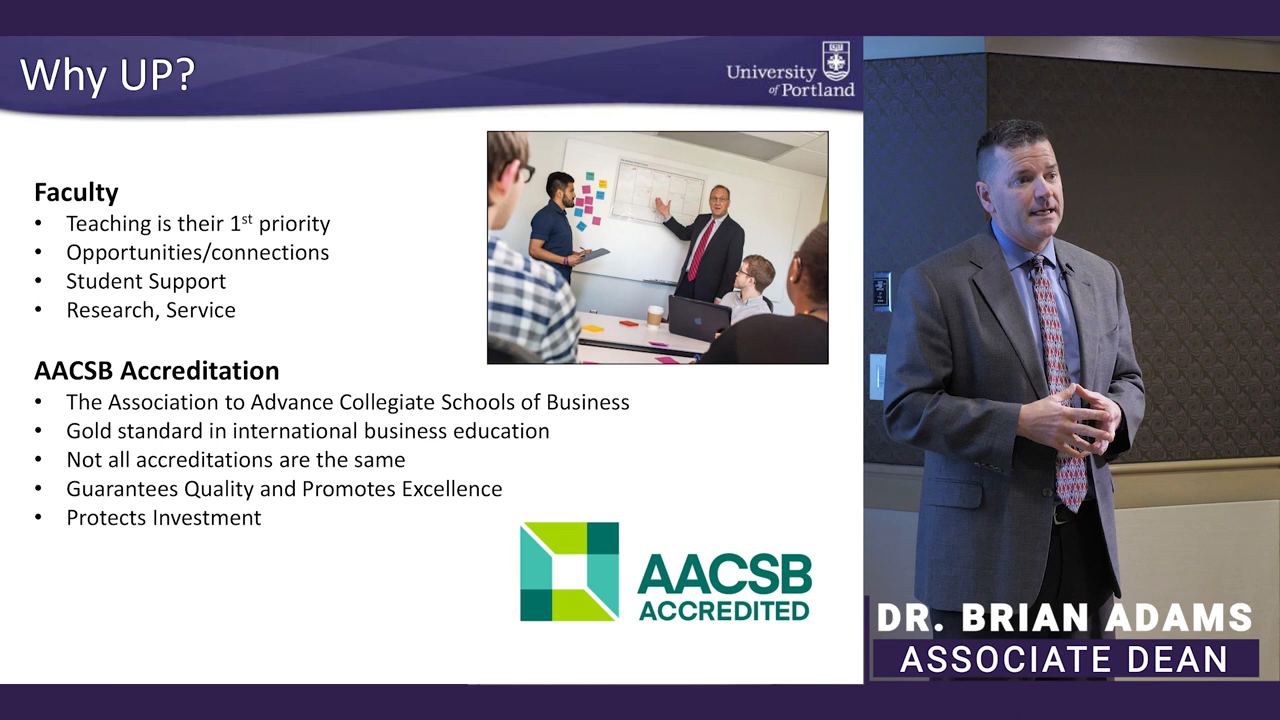 Why UP?
University
of Portland
Faculty
• Teaching is their 1st priority
• Opportunities/connections
• Student Support
• Research, Service
AACSB Accreditation
• The Association to Advance Collegiate Schools of Business
• Gold standard in international business education
• Not all accreditations are the same
• Guarantees Quality and Promotes Excellence
• Protects Investment
AACSB
ACCREDITED
DR. BRIAN ADAMS
ASSOCIATE DEAN